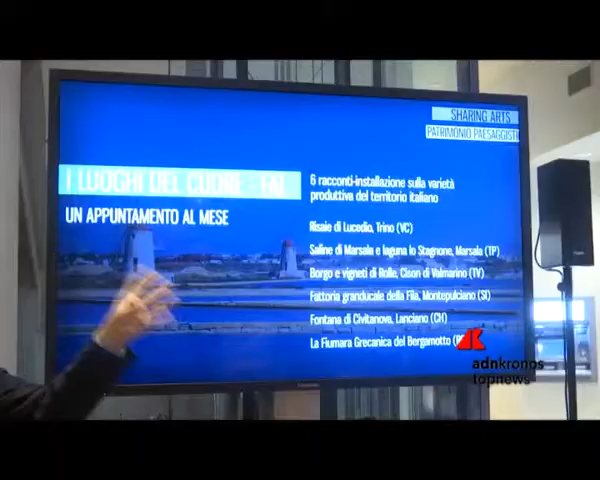 SHARING ARTS
PATRIMONIO PAESAGGISTI
I LUOGHI DEL CUORE FAI
UN APPUNTAMENTO AL MESE
6 racconti-installazione sulla varietà
produttiva del territorio italiano
Risaie di Lucedio, Trino (VC)
Saline di Marsala e laguna lo Stagnone, Marsala (TP)
Borgo e vigneti di Rolle, Cison di Valmarino (TV)
Fattoria granducale della Fila, Montepulciano (SI)
Fontana di Civitanova, Lanciano (CH)
La Fiumara Grecanica del Bergamotto
adnkronos
topnews